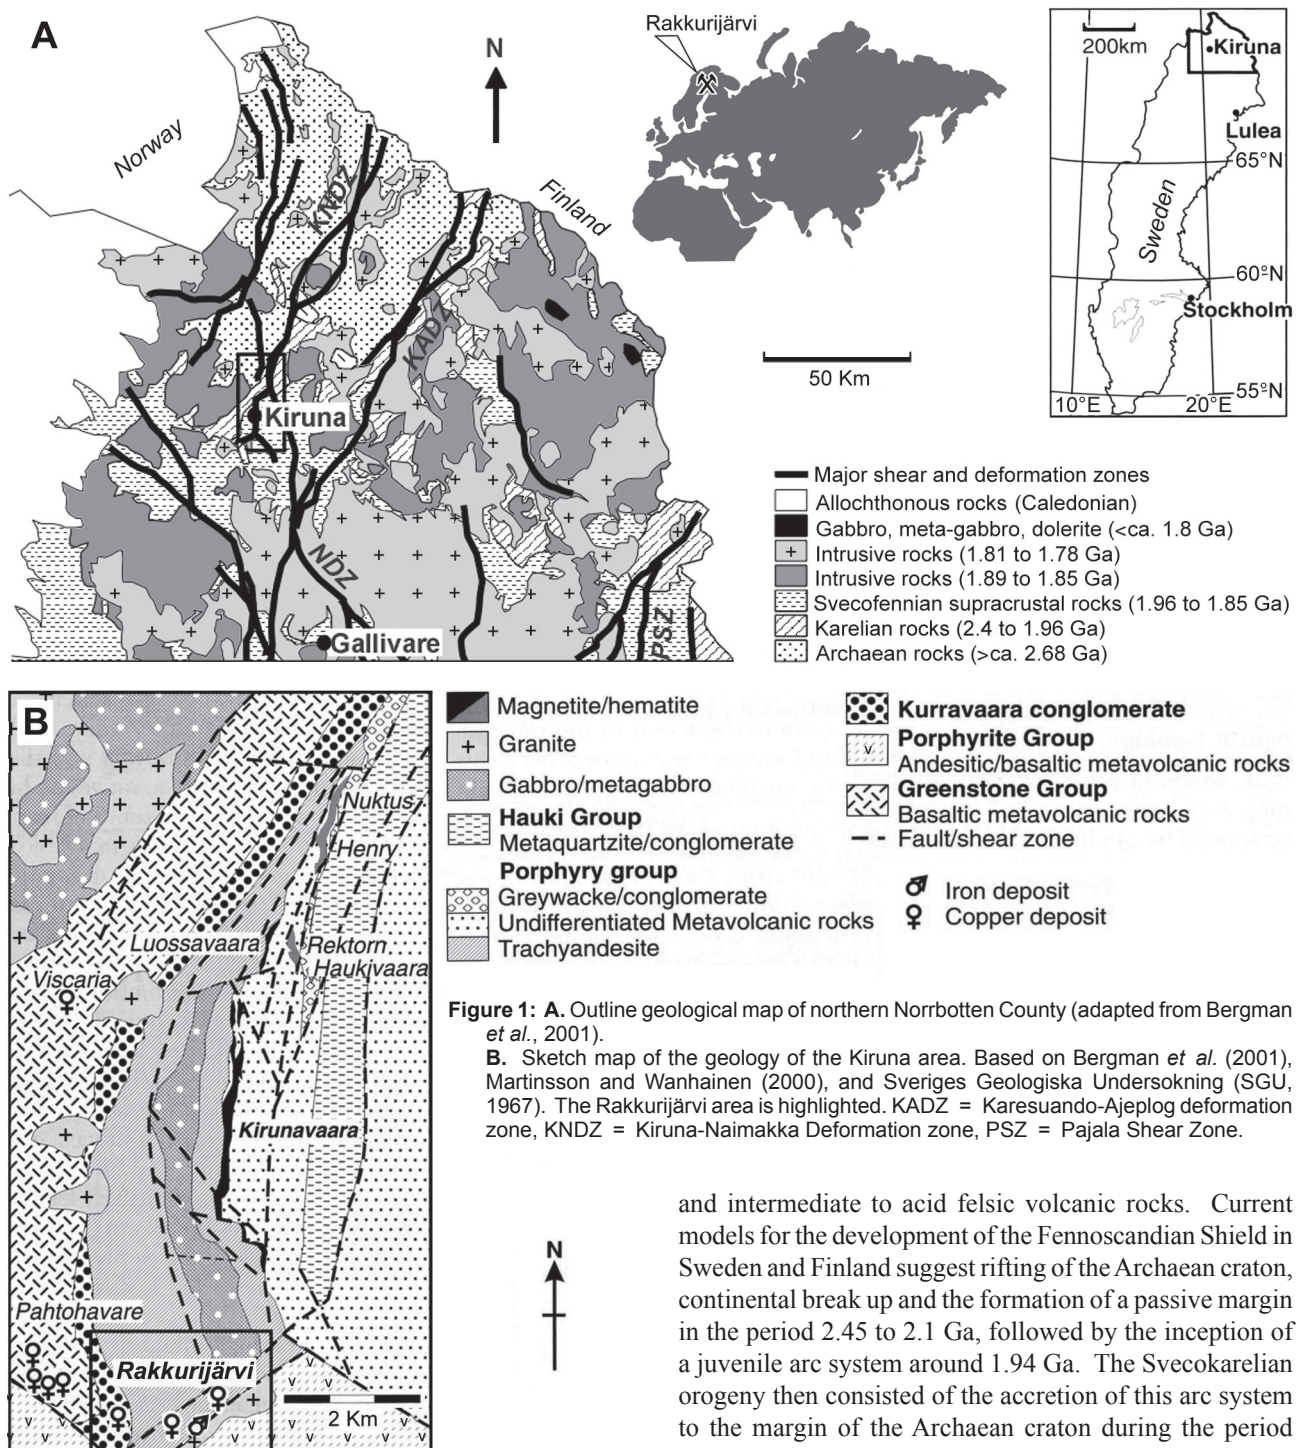 A
N
Norway
Finland
KNDZ
KADZ
Kiruna
NDZ
Gallivare
PSZ
Rakkurijärvi
50 Km
200km
Kiruna
Lulea
65°N
Sweden
60ºN
Stockholm
55ºN
10°E
20°E
Major shear and deformation zones
Allochthonous rocks (Caledonian)
Gabbro, meta-gabbro, dolerite (<ca. 1.8 Ga)
Intrusive rocks (1.81 to 1.78 Ga)
Intrusive rocks (1.89 to 1.85 Ga)
Svecofennian supracrustal rocks (1.96 to 1.85 Ga)
Karelian rocks (2.4 to 1.96 Ga)
Archaean rocks (>ca. 2.68 Ga)
B
Nuktus
Henry
Luossavaara
Rektorn
Haukivaara
Viscaria
Kirunavaara
Pahtohavare
Rakkurijärvi
2 Km
Magnetite/hematite
Granite
Gabbro/metagabbro
Hauki Group
Metaquartzite/conglomerate
Porphyry group
Greywacke/conglomerate
Undifferentiated Metavolcanic rocks
Trachyandesite
Kurravaara conglomerate
Porphyrite Group
Andesitic/basaltic metavolcanic rocks
Greenstone Group
Basaltic metavolcanic rocks
Fault/shear zone
Iron deposit
Copper deposit
Figure 1: A. Outline geological map of northern Norrbotten County (adapted from Bergman
et al., 2001).
B. Sketch map of the geology of the Kiruna area. Based on Bergman et al. (2001),
Martinsson and Wanhainen (2000), and Sveriges Geologiska Undersokning (SGU,
1967). The Rakkurijärvi area is highlighted. KADZ = Karesuando-Ajeplog deformation
zone, KNDZ = Kiruna-Naimakka Deformation zone, PSZ = Pajala Shear Zone.
N
and intermediate to acid felsic volcanic rocks. Current
models for the development of the Fennoscandian Shield in
Sweden and Finland suggest rifting of the Archaean craton,
continental break up and the formation of a passive margin
in the period 2.45 to 2.1 Ga, followed by the inception of
a juvenile arc system around 1.94 Ga. The Svecokarelian
orogeny then consisted of the accretion of this arc system
to the margin of the Archaean craton during the period